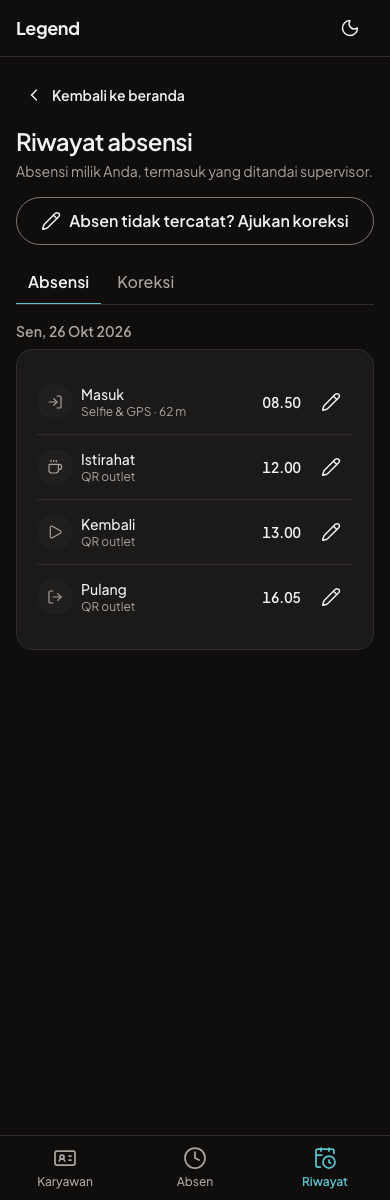 Legend
Kembali ke beranda
Riwayat absensi
Absensi milik Anda, termasuk yang ditandai supervisor.
Absen tidak tercatat? Ajukan koreksi
Absensi Koreksi
Sen, 26 Okt 2026
Masuk 08.50
Selfie & GPS · 62 m
Istirahat 12.00
QR outlet
Kembali 13.00
QR outlet
Pulang 16.05
QR outlet
Karyawan Absen Riwayat